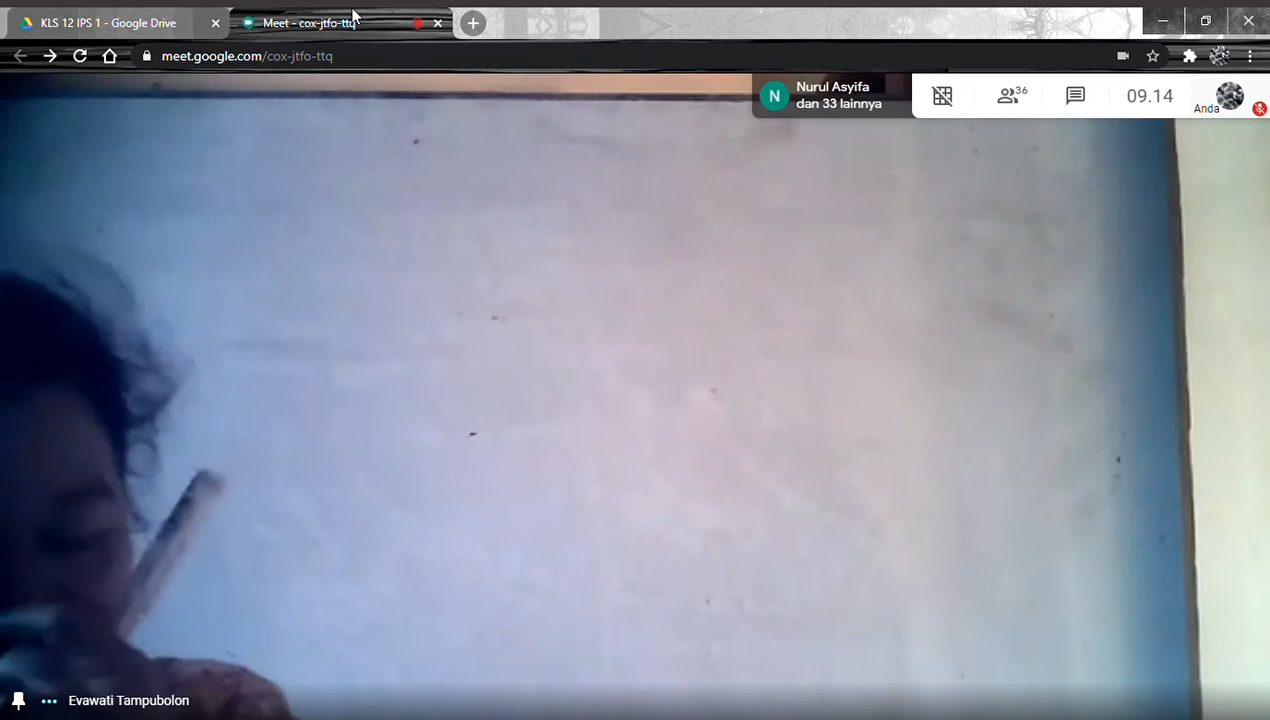 KLS 12 IPS 1 - Google Drive
Meet - cox-jtfo-ttq
meet.google.com/cox-jtfo-ttq
N
Nurul Asyifa
dan 33 lainnya
36
09.14
Anda
Evawati Tampubolon